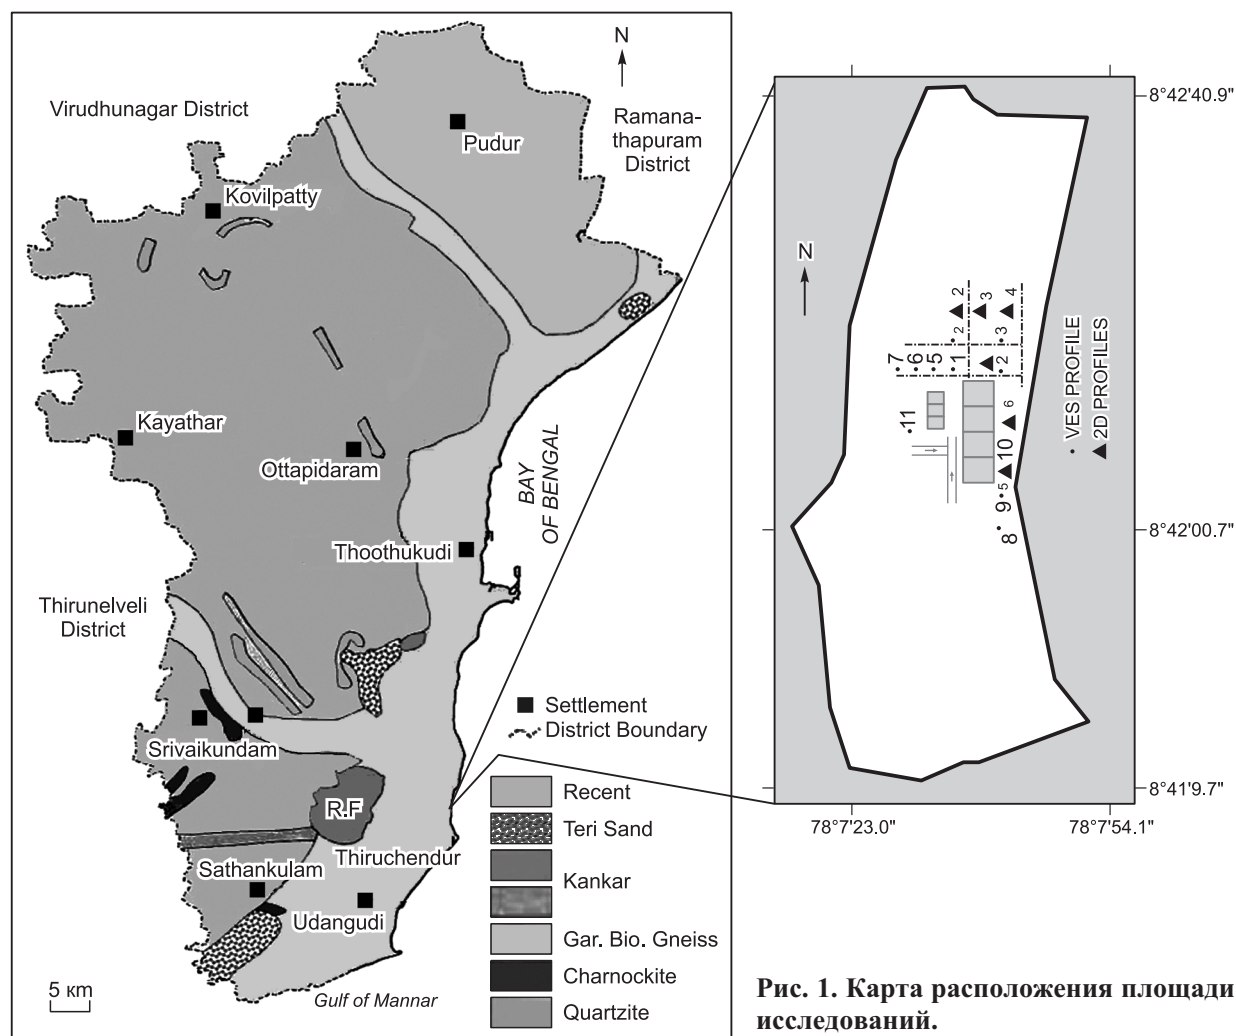 N
Virudhunagar District
Ramana-
thapuram
District
Pudur
Kovilpatty
Kayathar
Ottapidaram
BAY
OF BENGAL
Thoothukudi
Thirunelveli
District
Settlement
District Boundary
Srivaikundam
R.F
Thiruchendur
Sathankulam
Udangudi
Recent
Teri Sand
Kankar
Gar. Bio. Gneiss
Charnockite
Quartzite
5 км
Gulf of Mannar
8°42'40.9"
N
2
3
4
2
3
7
6
5
1
2
11
6
10
5
9
8
VES PROFILE
2D PROFILES
8°42'00.7"
8°41'9.7"
78°7'23.0"
78°7'54.1"
Рис. 1. Карта расположения площади
исследований.